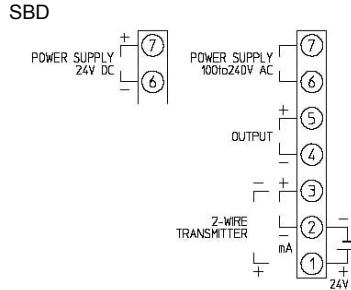 SBD
+
7
POWER SUPPLY
24V DC
6
−
POWER SUPPLY
100to240V AC
7
6
+
5
OUTPUT
4
−
− +
3
2-WIRE
TRANSMITTER
2
−
−
mA
1
+
+
24V